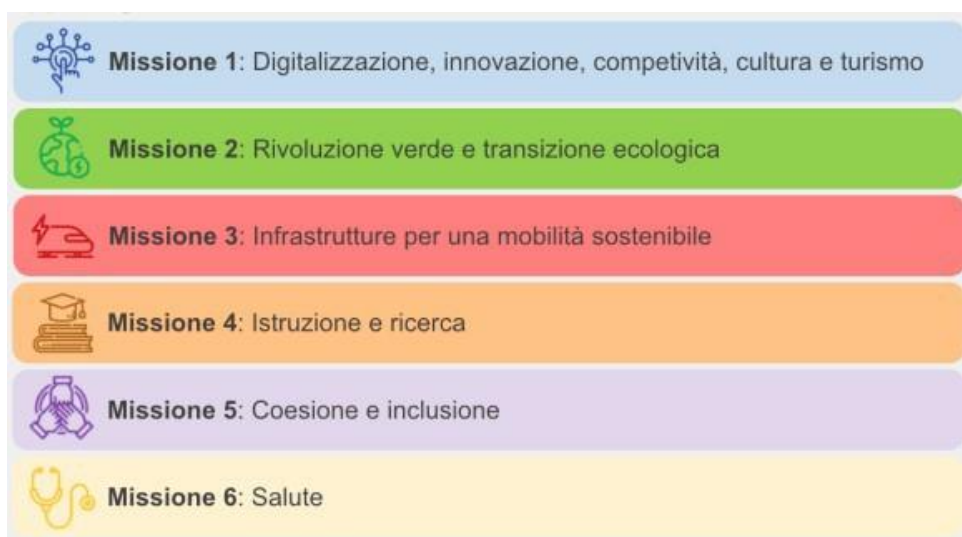 Missione 1: Digitalizzazione, innovazione, competività, cultura e turismo
Missione 2: Rivoluzione verde e transizione ecologica
Missione 3: Infrastrutture per una mobilità sostenibile
Missione 4: Istruzione e ricerca
Missione 5: Coesione e inclusione
Missione 6: Salute